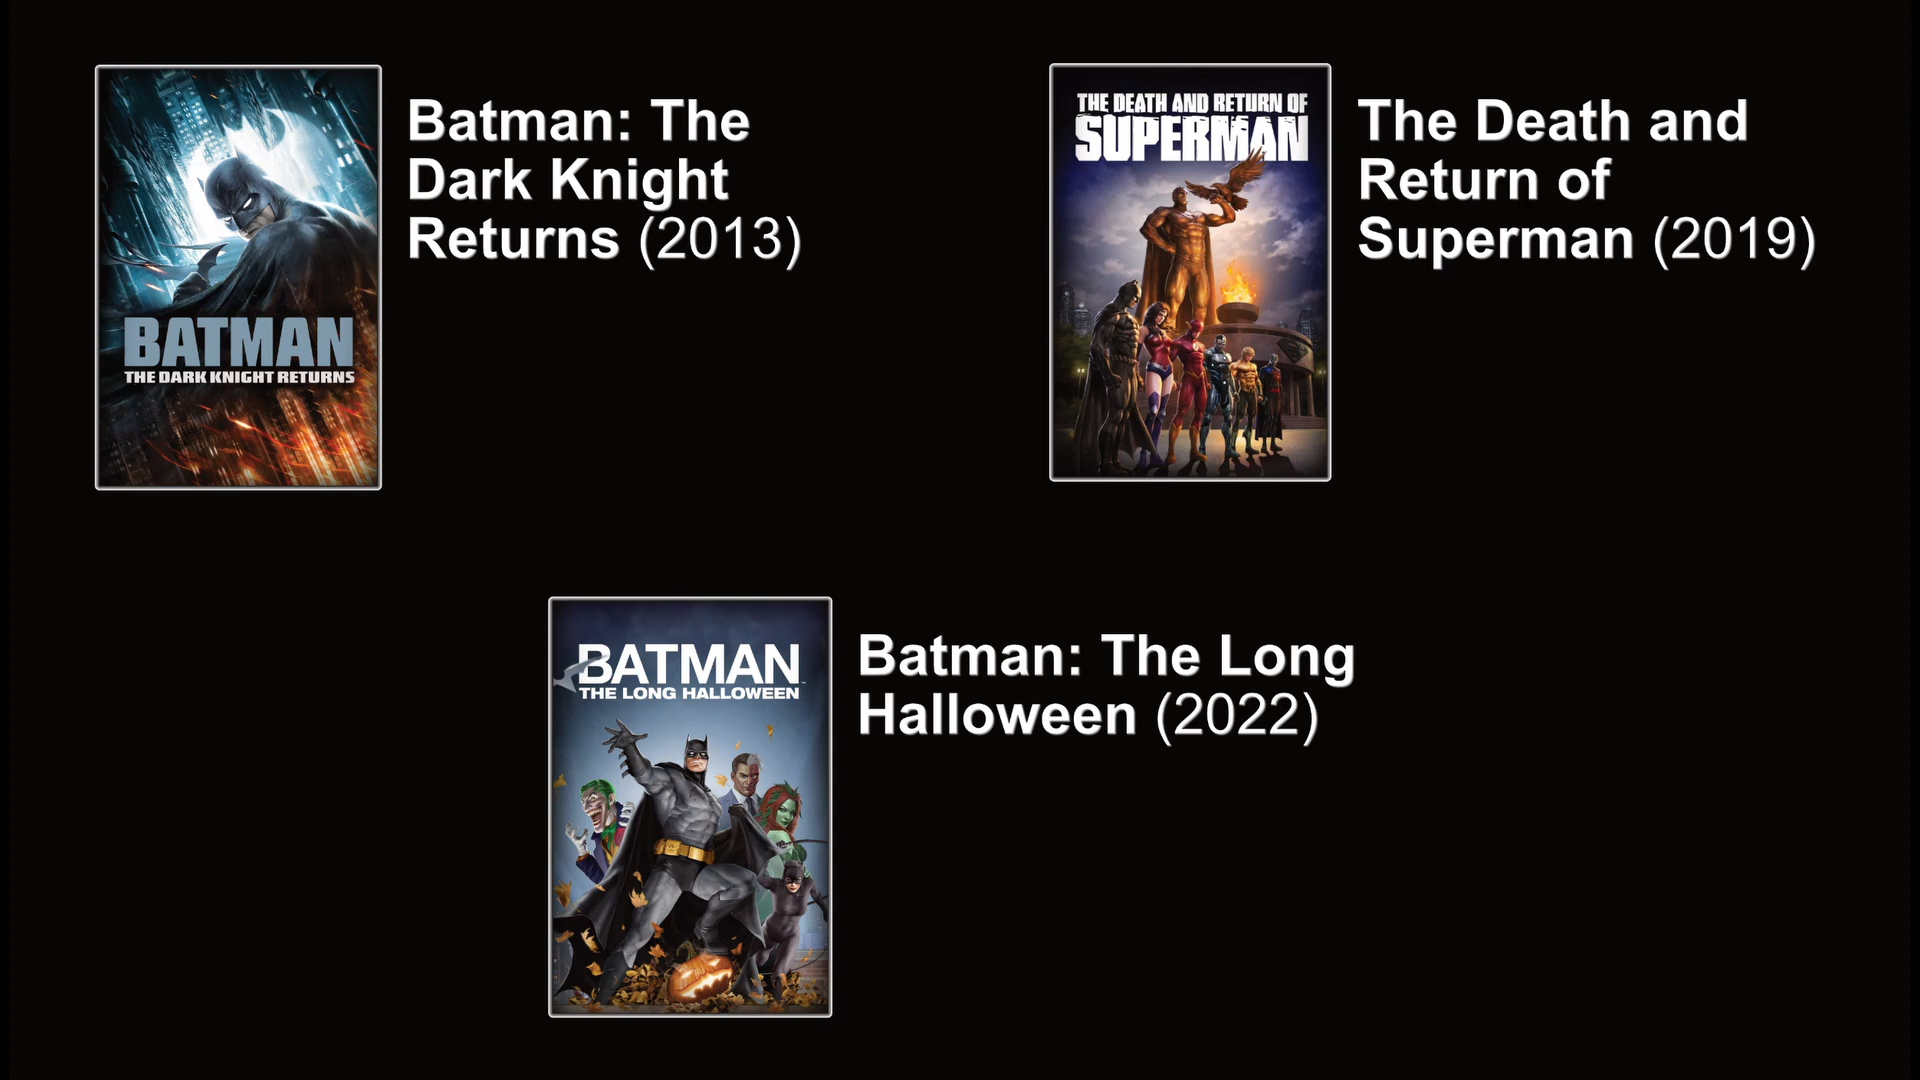 BATMAN
THE DARK KNIGHT RETURNS
Batman: The
Dark Knight
Returns (2013)
THE DEATH AND RETURN OF
SUPERMAN
The Death and
Return of
Superman (2019)
BATMAN
THE LONG HALLOWEEN
Batman: The Long
Halloween (2022)